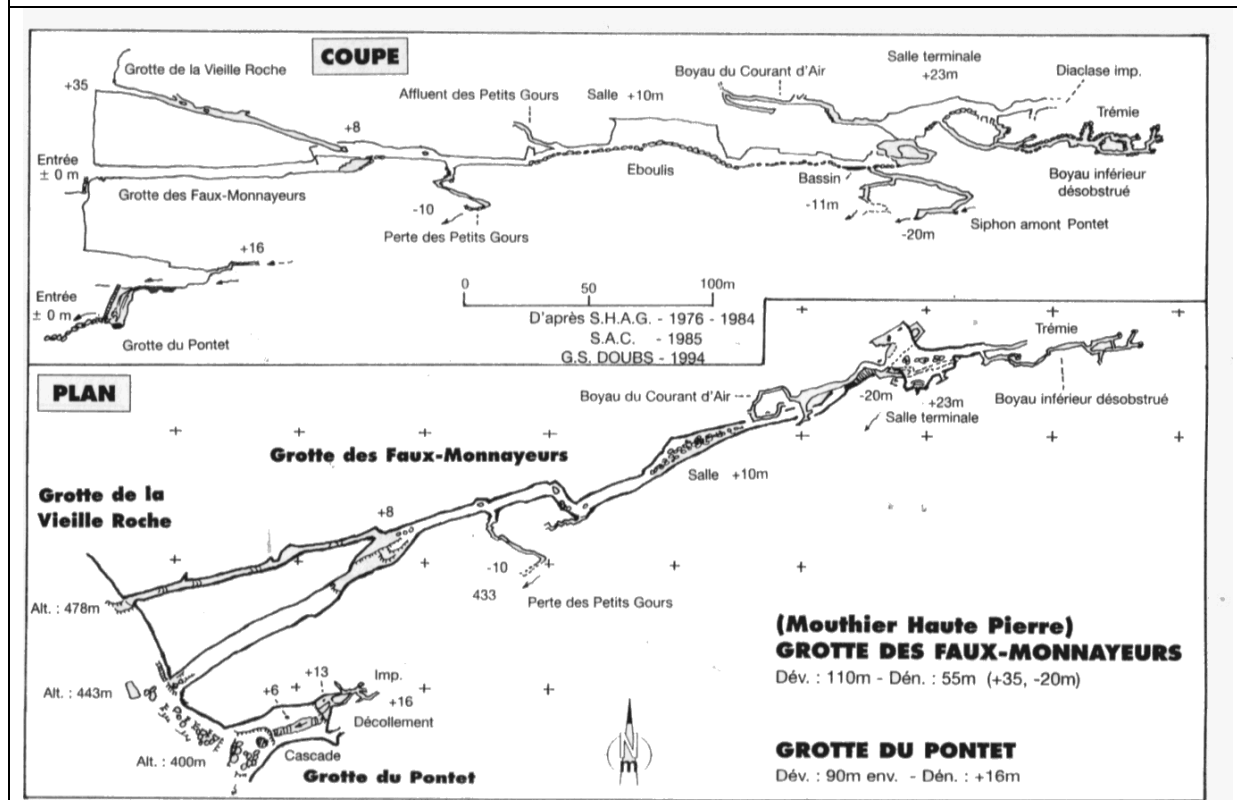 COUPE
Grotte de la Vieille Roche
+35
+8
Entrée
± 0 m
Grotte des Faux-Monnayeurs
Affluent des Petits Gours
Salle +10m
Boyau du Courant d'Air
Salle terminale
+23m
Diaclase imp.
Trémie
Eboulis
Bassin
-10
Perte des Petits Gours
-11m
-20m
Boyau inférieur
désobstrué
Siphon amont Pontet
+16
Entrée
± 0 m
Grotte du Pontet
0
50
100m
D'après S.H.A.G. - 1976 - 1984
S.A.C. - 1985
G.S. DOUBS - 1994
PLAN
Trémie
Boyau du Courant d'Air
-20m
+23m
Salle terminale
Boyau inférieur désobstrué
Grotte des Faux-Monnayeurs
Salle +10m
Grotte de la
Vieille Roche
+8
-10
433
Perte des Petits Gours
Alt. : 478m
Alt. : 443m
+13
Imp.
+6
+16
Décollement
Cascade
Alt. : 400m
Grotte du Pontet
N
m
(Mouthier Haute Pierre)
GROTTE DES FAUX-MONNAYEURS
Dév. : 110m - Dén. : 55m (+35, -20m)
GROTTE DU PONTET
Dév. : 90m env. - Dén. : +16m